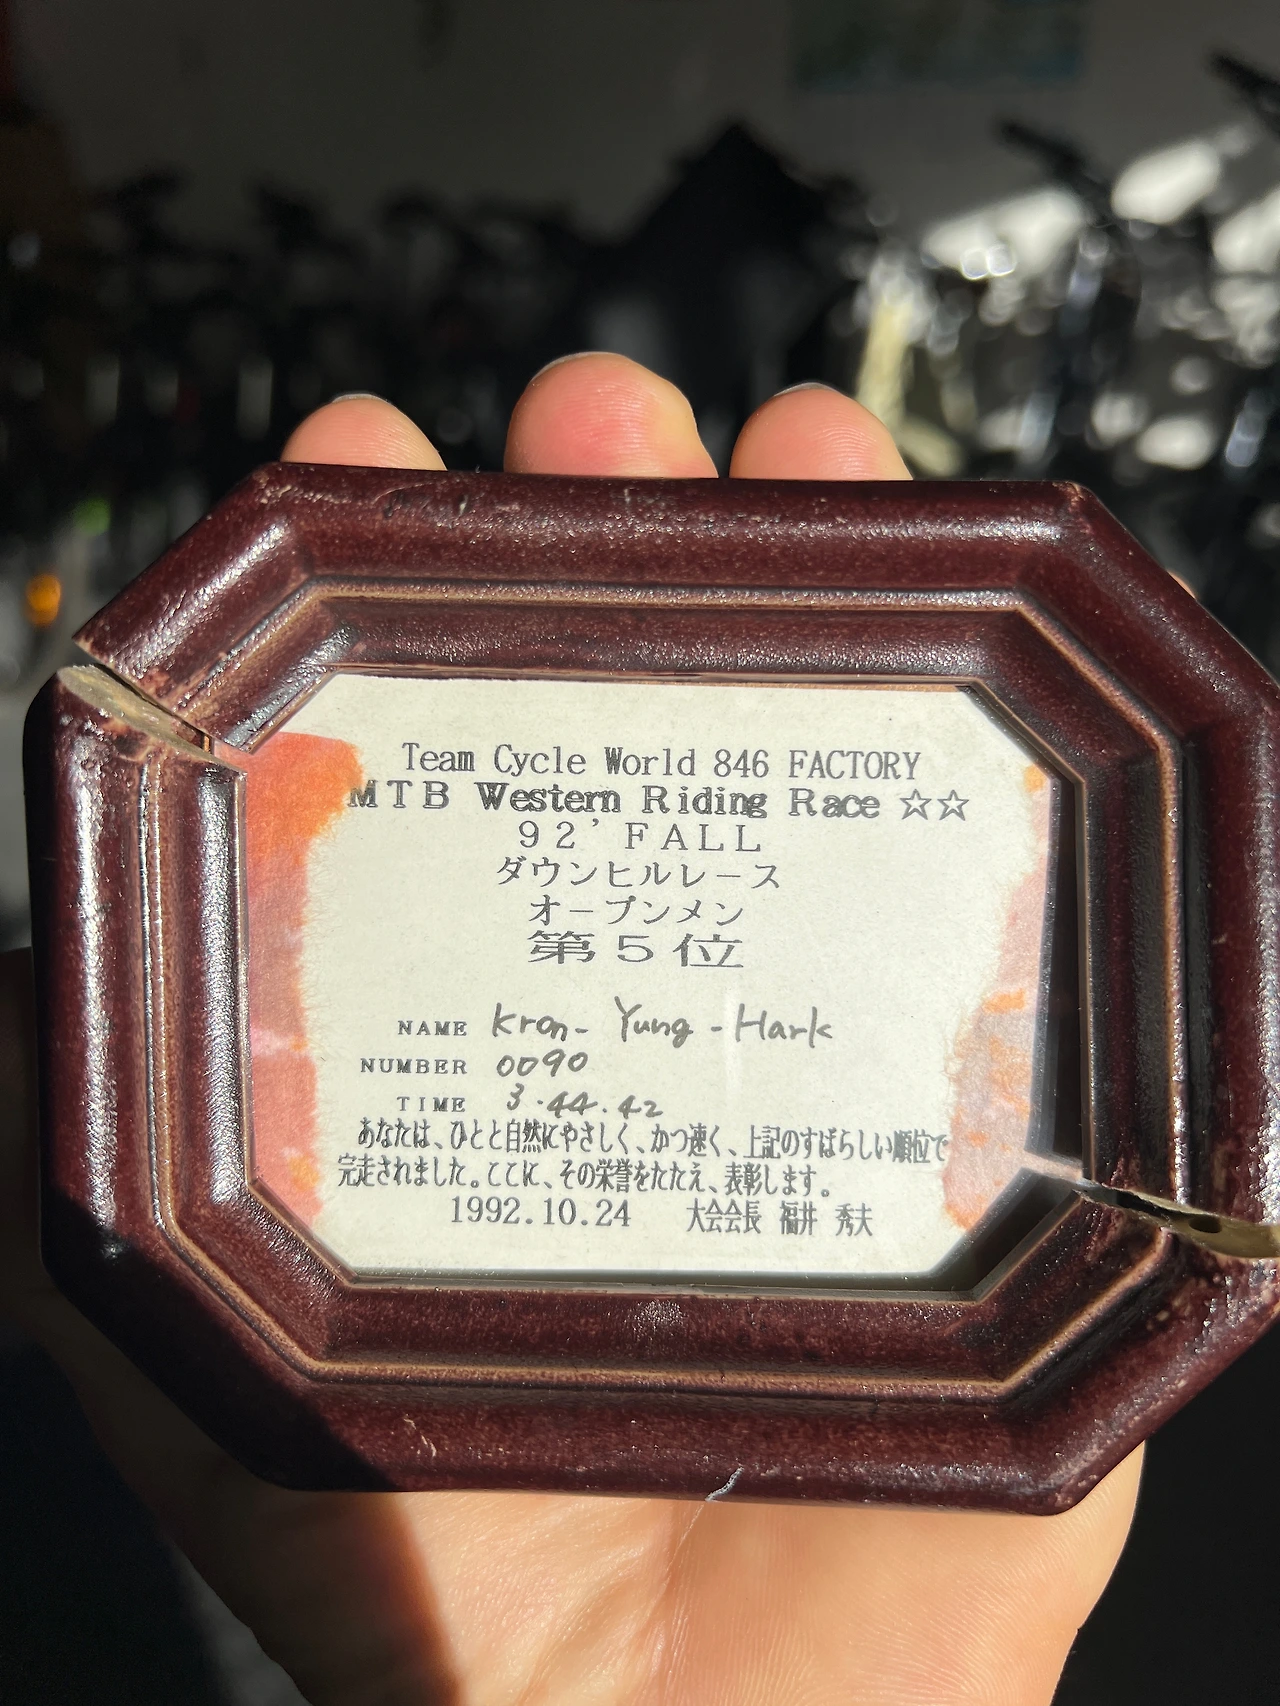 Team Cycle World 846 FACTORY
MTB Western Riding Race ☆☆
92' FALL
ダウンヒルレース
オープンメン
第5位
NAME Kron-Yung-Hark
NUMBER 0090
TIME 3.44.42
あなたは、ひとと自然にやさしく、かつ速く、上記のすばらしい順位で
完走されました。ここに、その栄誉をたたえ、表彰します。
1992.10.24 大会会長 福井 秀夫